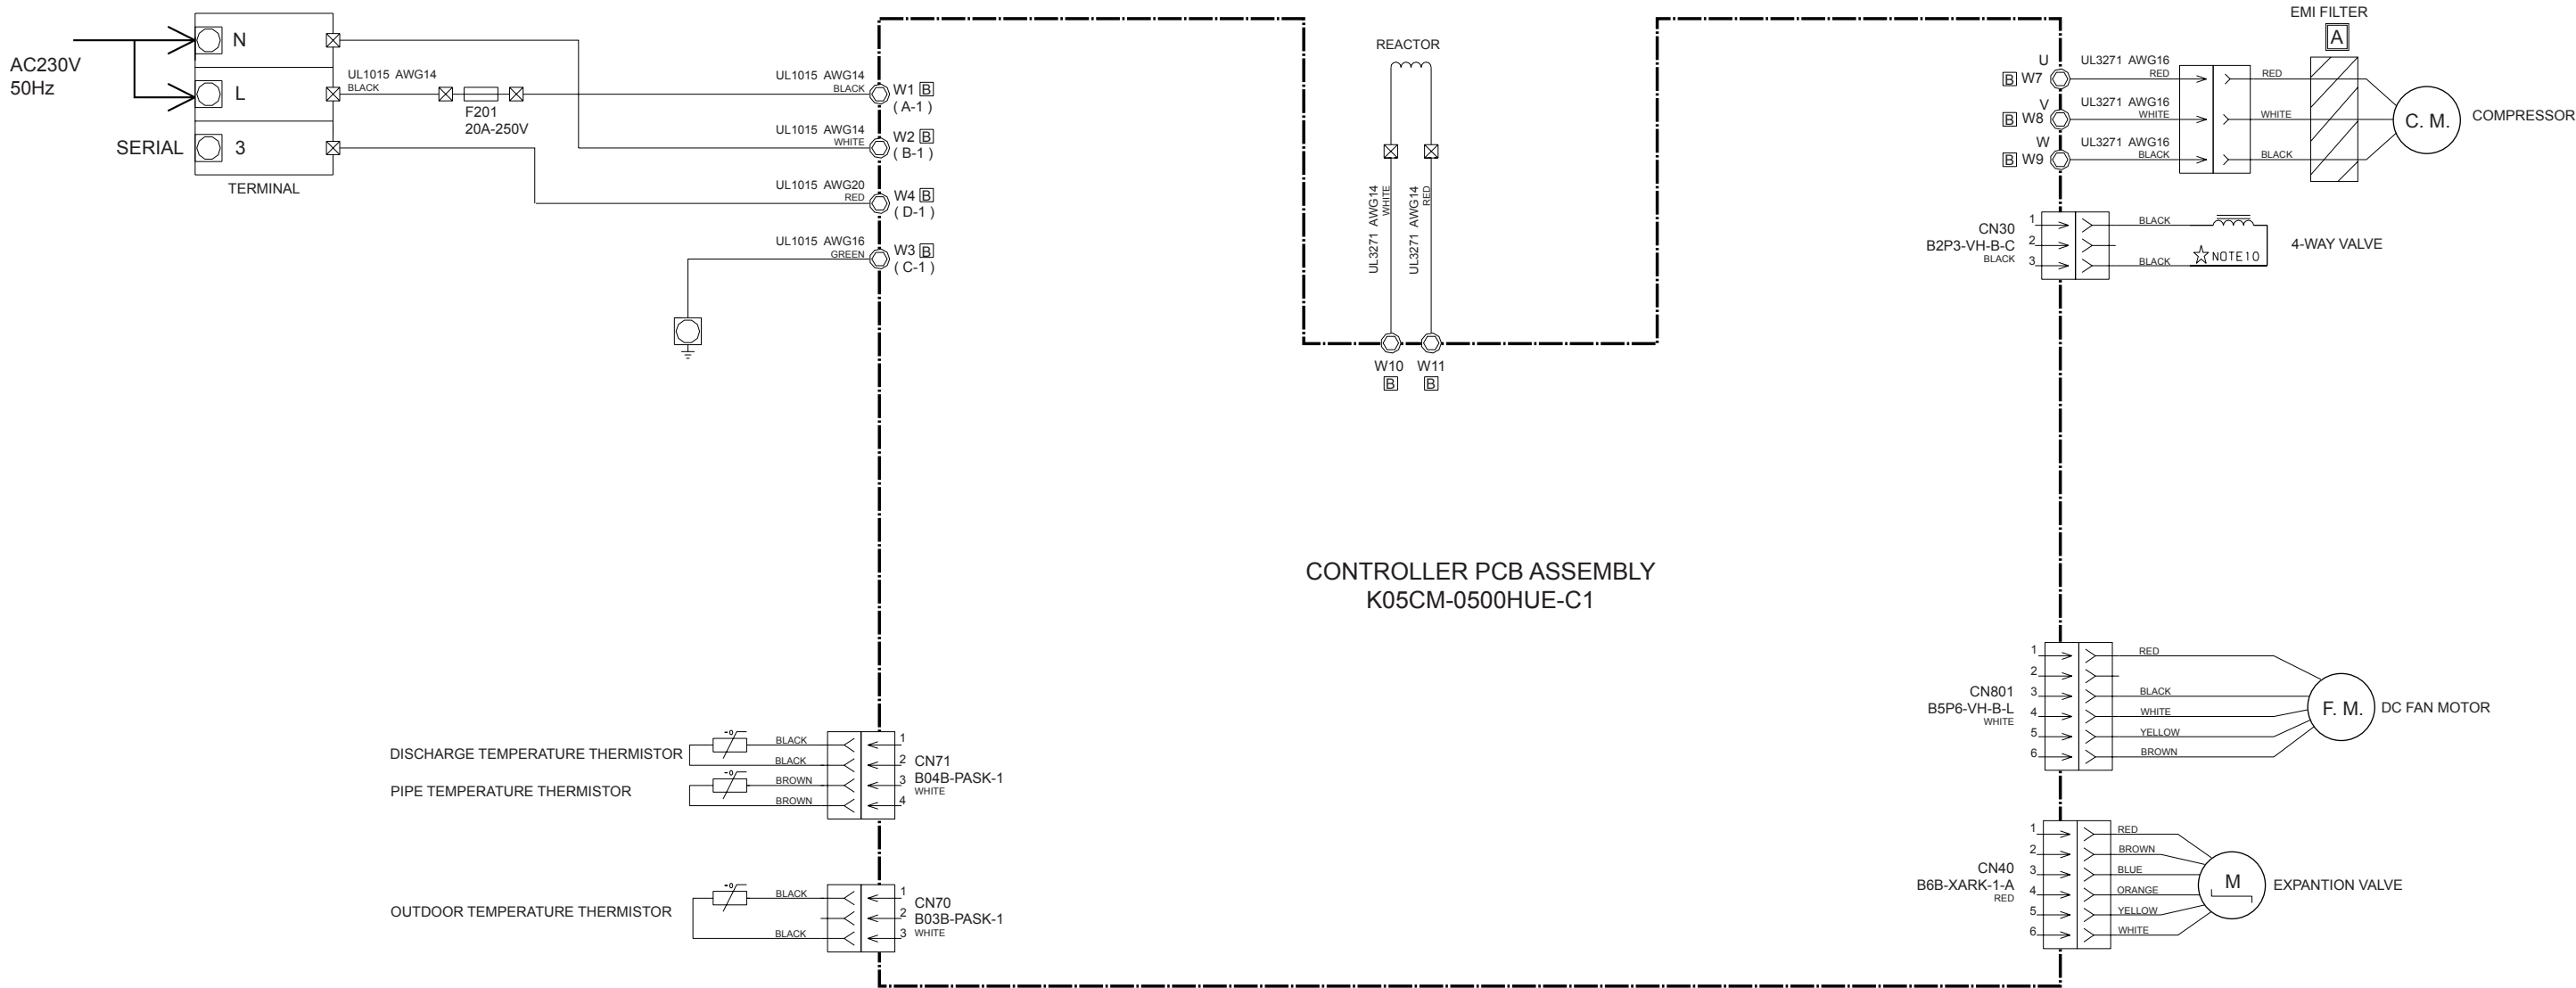 AC230V
50Hz
N
L
SERIAL 3
TERMINAL
UL1015 AWG14
BLACK
F201
20A-250V
UL1015 AWG14
BLACK
W1 B
( A-1 )
UL1015 AWG14
WHITE
W2 B
( B-1 )
UL1015 AWG20
RED
W4 B
( D-1 )
UL1015 AWG16
GREEN
W3 B
( C-1 )
REACTOR
UL3271 AWG14
WHITE
UL3271 AWG14
RED
W10
B
W11
B
EMI FILTER
A
U
B W7
UL3271 AWG16
RED
RED
V
B W8
UL3271 AWG16
WHITE
WHITE
W
B W9
UL3271 AWG16
BLACK
BLACK
C. M.
COMPRESSOR
CN30
B2P3-VH-B-C
BLACK
1
2
3
BLACK
BLACK
☆ NOTE10
4-WAY VALVE
CONTROLLER PCB ASSEMBLY
K05CM-0500HUE-C1
CN801
B5P6-VH-B-L
WHITE
1
2
3
4
5
6
RED
BLACK
WHITE
YELLOW
BROWN
F. M.
DC FAN MOTOR
DISCHARGE TEMPERATURE THERMISTOR
PIPE TEMPERATURE THERMISTOR
-θ
-θ
BLACK
BLACK
BROWN
BROWN
1
2
3
4
CN71
B04B-PASK-1
WHITE
CN40
B6B-XARK-1-A
RED
1
2
3
4
5
6
RED
BROWN
BLUE
ORANGE
YELLOW
WHITE
M
EXPANTION VALVE
OUTDOOR TEMPERATURE THERMISTOR
-θ
BLACK
BLACK
1
2
3
CN70
B03B-PASK-1
WHITE